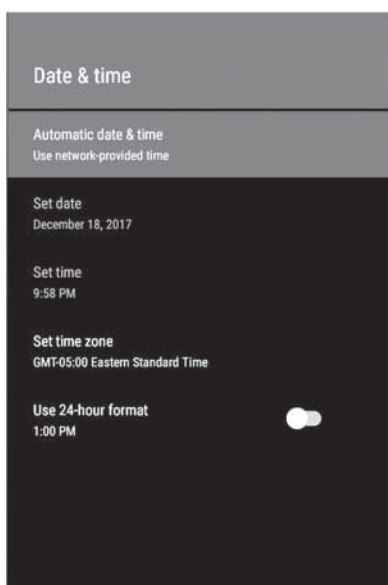 Date & time
Automatic date & time
Use network-provided time
Set date
December 18, 2017
Set time
9:58 PM
Set time zone
GMT-05:00 Eastern Standard Time
Use 24-hour format
1:00 PM